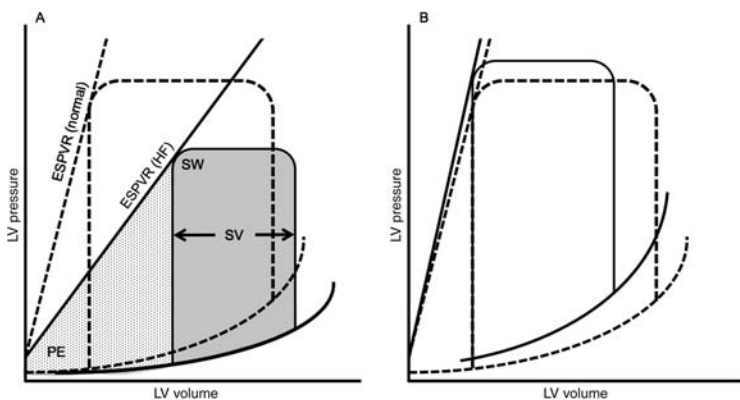 A
LV pressure
ESPVR (normal)
ESPVR (HF)
SW
SV
PE
LV volume
B
LV pressure
LV volume